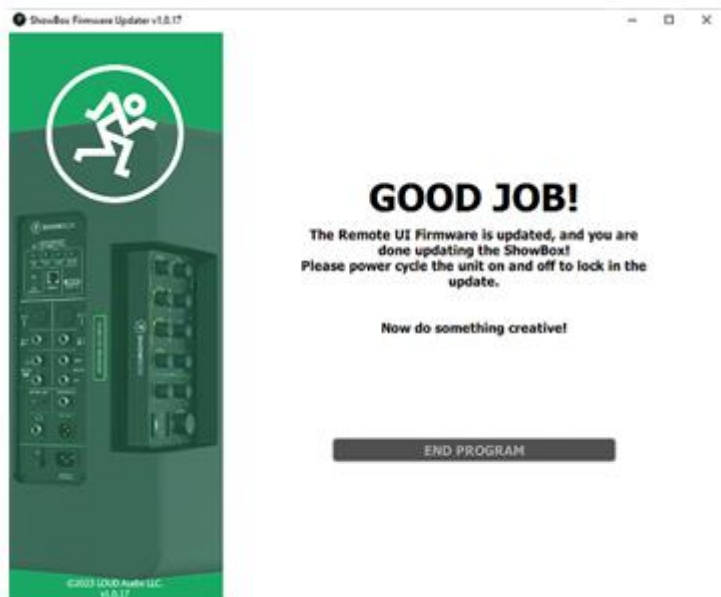 ShowBox Firmware Updater v1.0.17
GOOD JOB!
The Remote UI Firmware is updated, and you are
done updating the ShowBox!
Please power cycle the unit on and off to lock in the
update.
Now do something creative!
END PROGRAM
©2023 LOUD Audio LLC.
v1.0.17